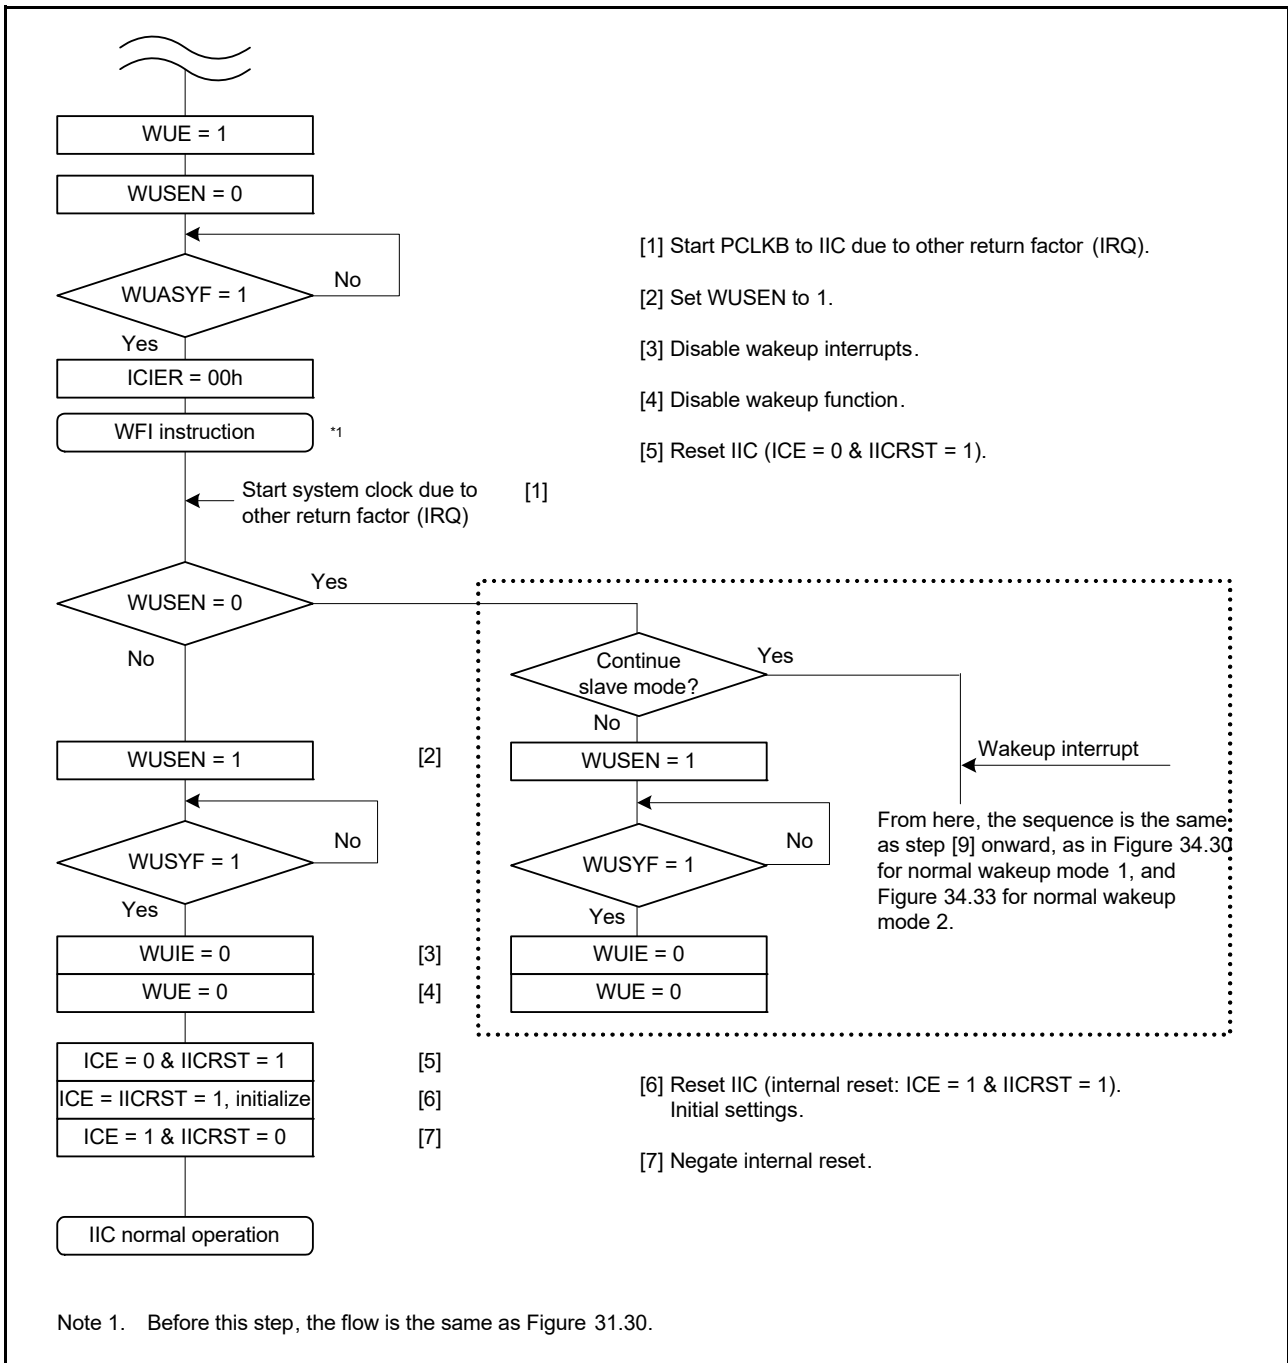 WUE = 1
WUSEN = 0
WUASYF = 1
No
Yes
ICIER = 00h
WFI instruction
*1
[1] Start PCLKB to IIC due to other return factor (IRQ).
[2] Set WUSEN to 1.
[3] Disable wakeup interrupts.
[4] Disable wakeup function.
[5] Reset IIC (ICE = 0 & IICRST = 1).
Start system clock due to
other return factor (IRQ)
[1]
WUSEN = 0
Yes
No
WUSEN = 1
[2]
WUSYF = 1
No
Yes
WUIE = 0
[3]
WUE = 0
[4]
ICE = 0 & IICRST = 1
[5]
ICE = IICRST = 1, initialize
[6]
ICE = 1 & IICRST = 0
[7]
IIC normal operation
Continue
slave mode?
Yes
No
WUSEN = 1
WUSYF = 1
No
Yes
WUIE = 0
WUE = 0
Wakeup interrupt
From here, the sequence is the same
as step [9] onward, as in Figure 34.30
for normal wakeup mode 1, and
Figure 34.33 for normal wakeup
mode 2.
[6] Reset IIC (internal reset: ICE = 1 & IICRST = 1).
Initial settings.
[7] Negate internal reset.
Note 1. Before this step, the flow is the same as Figure 31.30.